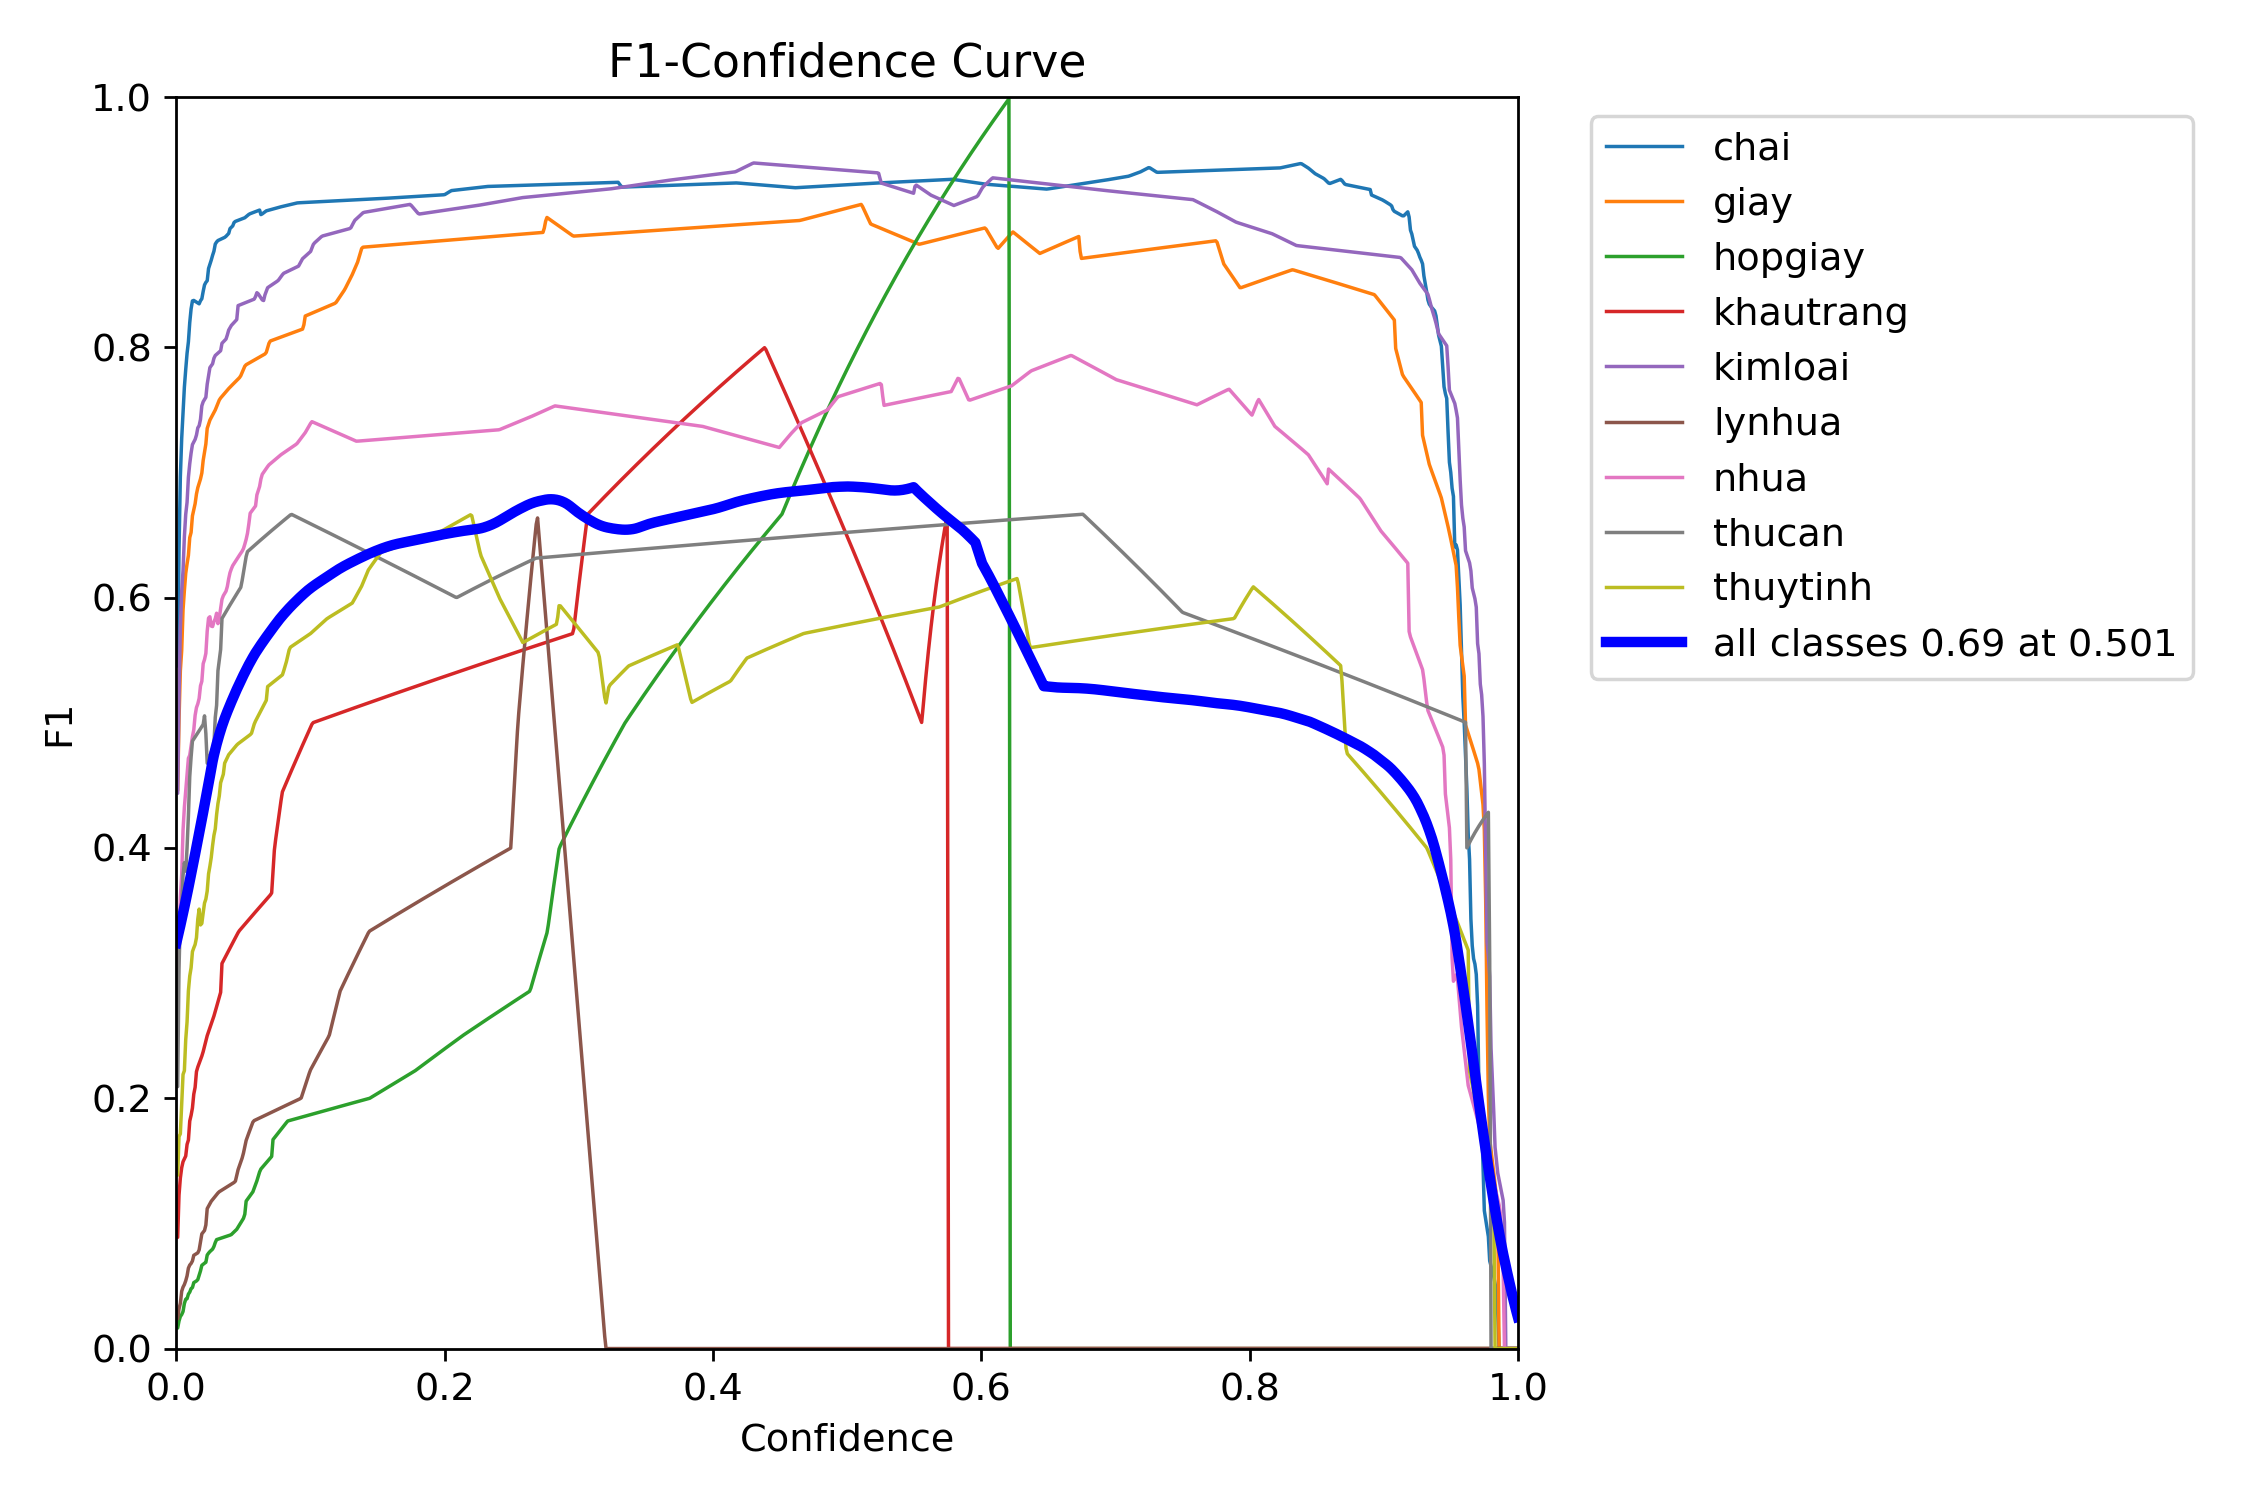 F1-Confidence Curve
1.0
0.8
0.6
0.4
0.2
0.0
F1
0.0 0.2 0.4 0.6 0.8 1.0
Confidence
chai
giay
hopgiay
khautrang
kimloai
lynhua
nhua
thucan
thuytinh
all classes 0.69 at 0.501